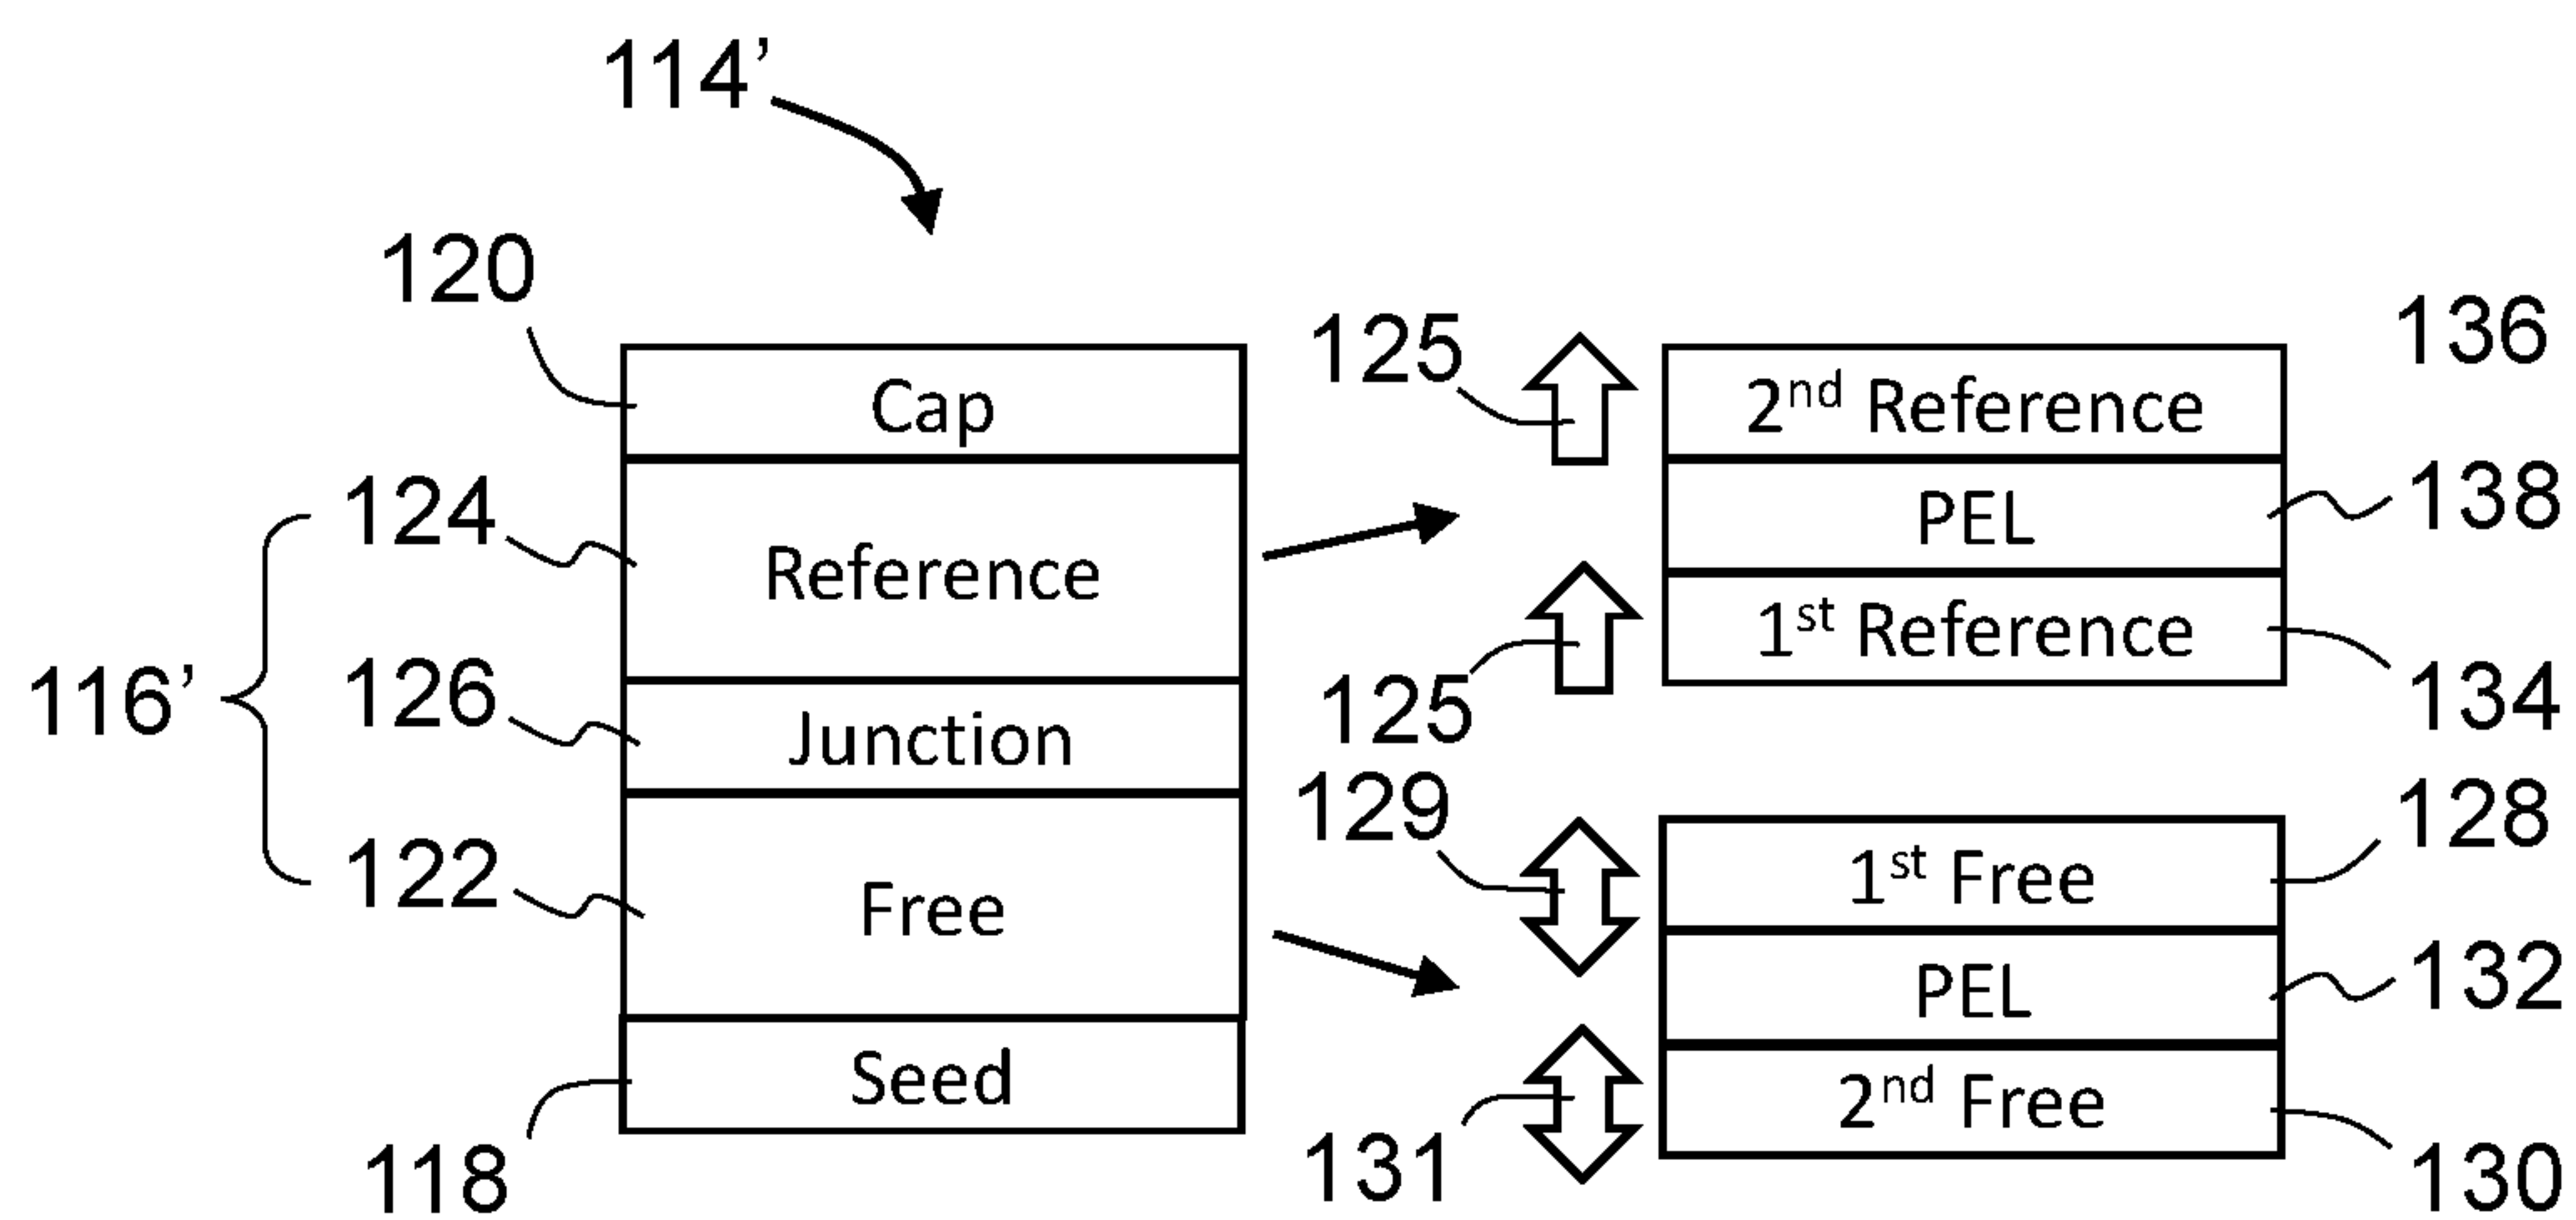 114’
120
Cap
124
Reference
126
Junction
116’
122
Free
Seed
118
125
136
2nd Reference
138
PEL
1st Reference
125
134
129
128
1st Free
PEL
132
131
2nd Free
130